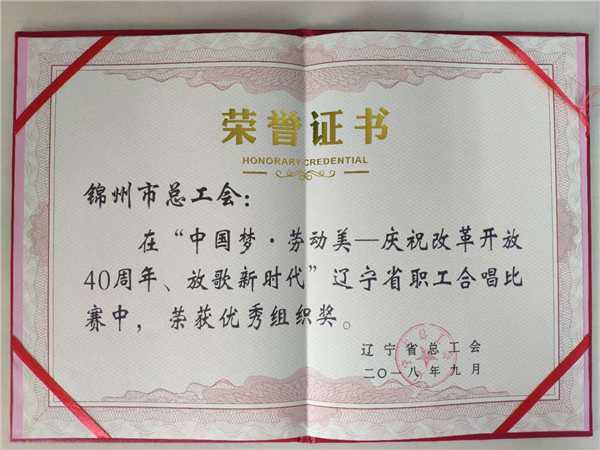 荣誉证书
HONORARY CREDENTIAL
锦州市总工会：
在“中国梦·劳动美—庆祝改革开放
40周年、放歌新时代”辽宁省职工合唱比
赛中，荣获优秀组织奖。
辽宁省总工会
二〇一八年九月